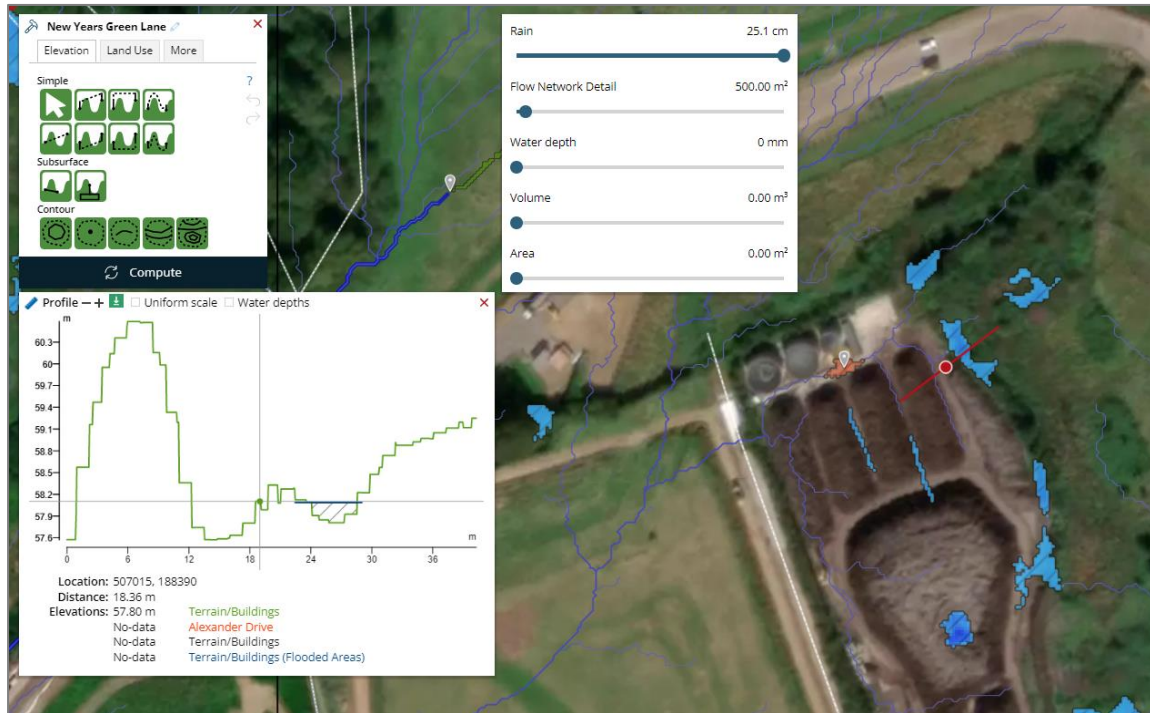 New Years Green Lane
Elevation Land Use More
Simple
?
Subsurface
Contour
Compute
Rain 25.1 cm
Flow Network Detail 500.00 m²
Water depth 0 mm
Volume 0.00 m³
Area 0.00 m²
Profile Uniform scale Water depths
m
60.3
60
59.7
59.4
59.1
58.8
58.5
58.2
57.9
57.6
m
0 6 12 18 24 30 36
Location: 507015, 188390
Distance: 18.36 m
Elevations: 57.80 m Terrain/Buildings
No-data Alexander Drive
No-data Terrain/Buildings
No-data Terrain/Buildings (Flooded Areas)